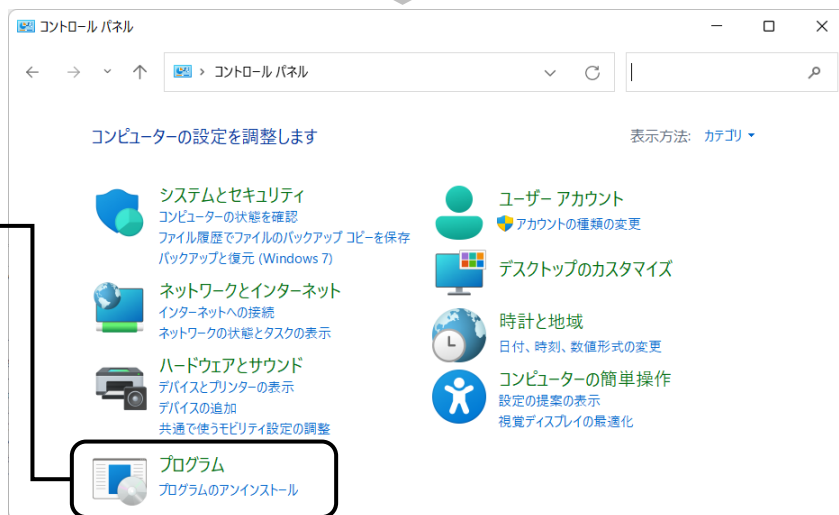 コントロール パネル
コントロール パネル
コンピューターの設定を調整します
表示方法: カテゴリ
システムとセキュリティ
コンピューターの状態を確認
ファイル履歴でファイルのバックアップ コピーを保存
バックアップと復元 (Windows 7)
ネットワークとインターネット
インターネットへの接続
ネットワークの状態とタスクの表示
ハードウェアとサウンド
デバイスとプリンターの表示
デバイスの追加
共通で使うモビリティ設定の調整
プログラム
プログラムのアンインストール
ユーザー アカウント
アカウントの種類の変更
デスクトップのカスタマイズ
時計と地域
日付、時刻、数値形式の変更
コンピューターの簡単操作
設定の提案の表示
視覚ディスプレイの最適化